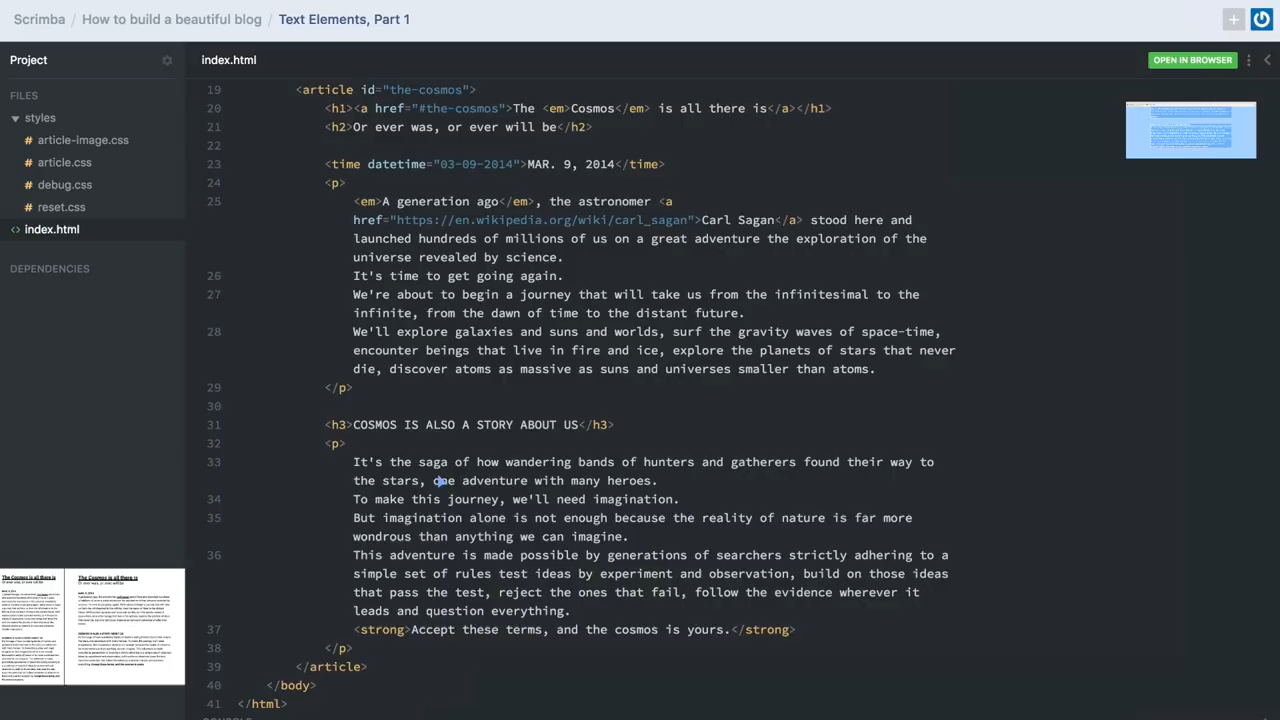 Scrimba / How to build a beautiful blog / Text Elements, Part 1
Project
index.html
OPEN IN BROWSER
FILES
styles
# article-image.css
# article.css
# debug.css
# reset.css
<> index.html
DEPENDENCIES
19 <article id="the-cosmos">
20 <h1><a href="#the-cosmos">The <em>Cosmos</em> is all there is</a></h1>
21 <h2>or ever was, or ever will be</h2>
22
23 <time datetime="03-09-2014">MAR. 9, 2014</time>
24 <p>
25 <em>A generation ago</em>, the astronomer <a
href="https://en.wikipedia.org/wiki/carl_sagan">Carl Sagan</a> stood here and
launched hundreds of millions of us on a great adventure the exploration of the
universe revealed by science.
26 It's time to get going again.
27 We're about to begin a journey that will take us from the infinitesimal to the
infinite, from the dawn of time to the distant future.
28 We'll explore galaxies and suns and worlds, surf the gravity waves of space-time,
encounter beings that live in fire and ice, explore the planets of stars that never
die, discover atoms as massive as suns and universes smaller than atoms.
29 </p>
30
31 <h3>COSMOS IS ALSO A STORY ABOUT US</h3>
32 <p>
33 It's the saga of how wandering bands of hunters and gatherers found their way to
the stars, one adventure with many heroes.
34 To make this journey, we'll need imagination.
35 But imagination alone is not enough because the reality of nature is far more
wondrous than anything we can imagine.
36 This adventure is made possible by generations of searchers strictly adhering to a
simple set of rules test ideas by experiment and observation build on those ideas
that pass the test reject the ones that fail, follow the evidence wherever it
leads and question everything.
37 <strong>Accept these terms, and the cosmos is yours</strong>.
38 </p>
39 </article>
40 </body>
41 </html>
CONSOLE
The Cosmos is all there is
The Cosmos is all there is